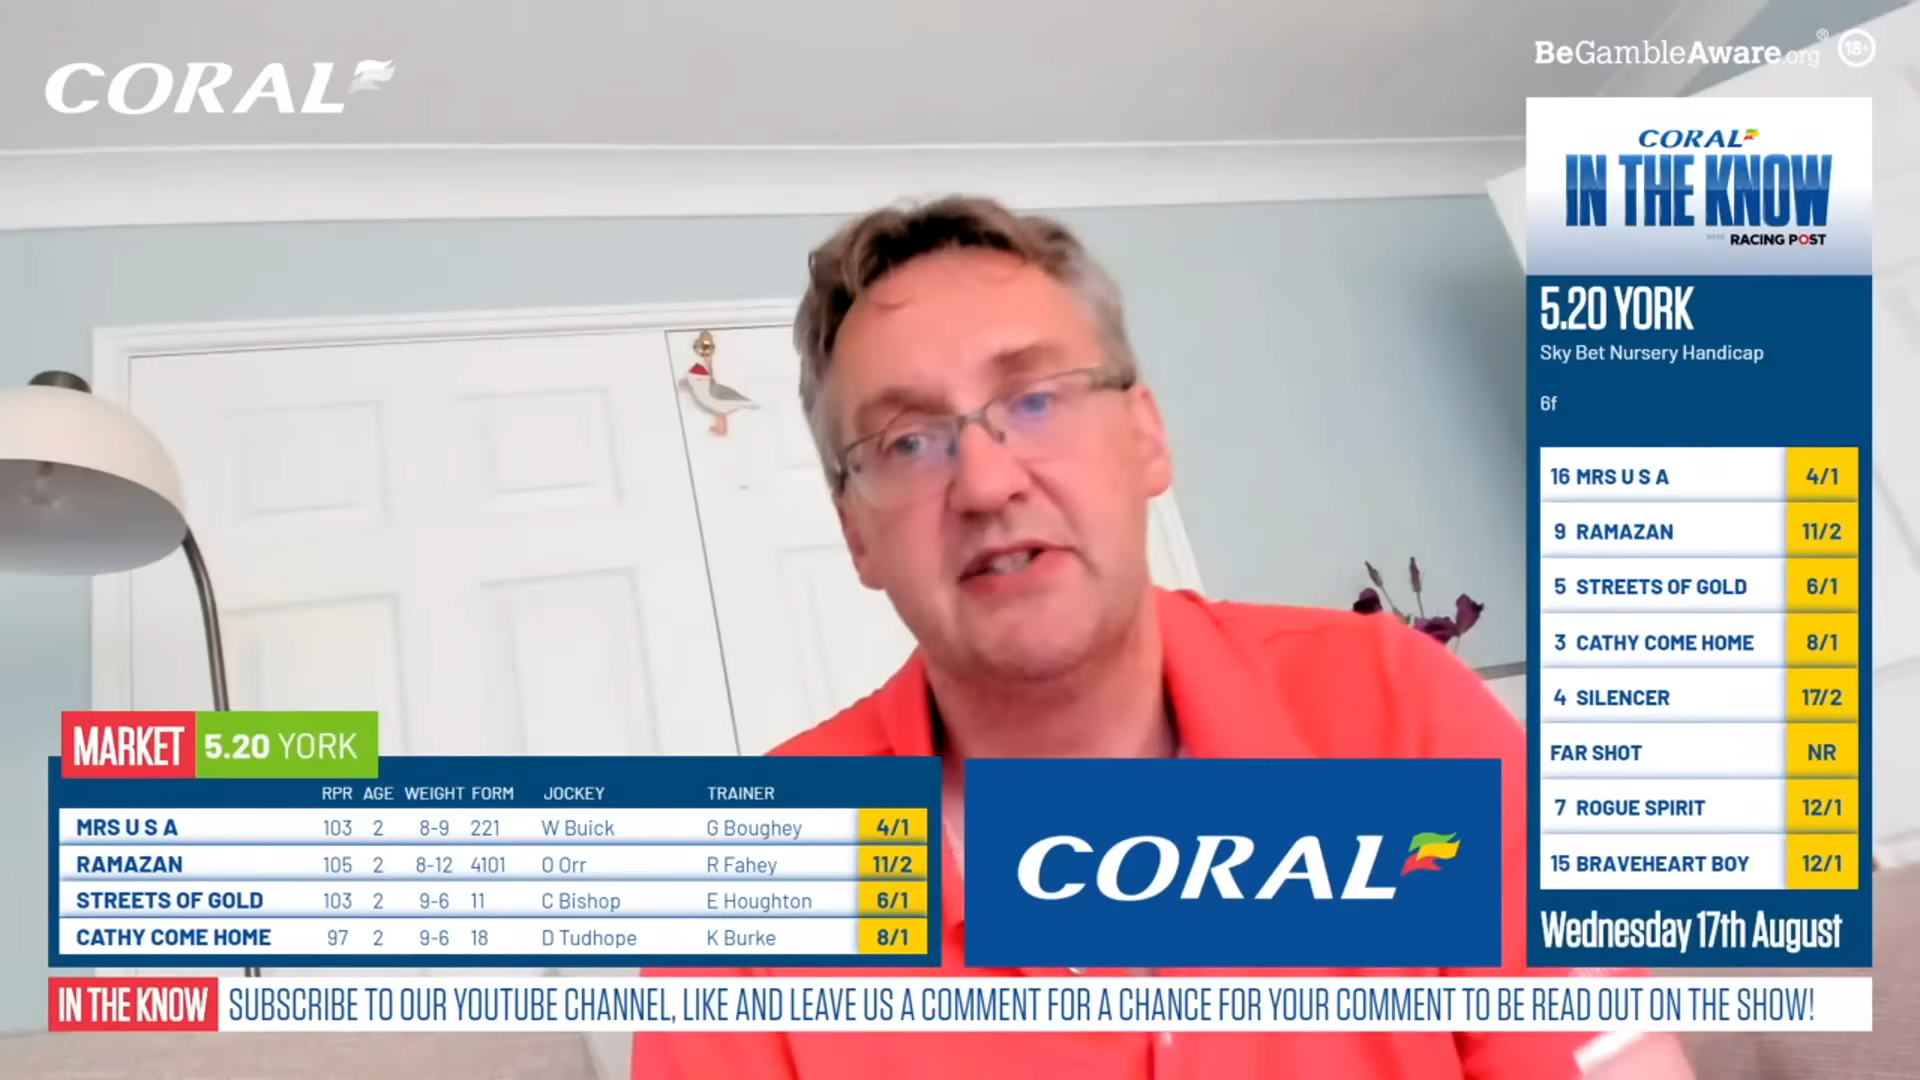 CORAL
BeGambleAware.org® 18+
CORAL
IN THE KNOW
WITH RACING POST
5.20 YORK
Sky Bet Nursery Handicap
6f
16 MRS U S A 4/1
9 RAMAZAN 11/2
5 STREETS OF GOLD 6/1
3 CATHY COME HOME 8/1
4 SILENCER 17/2
FAR SHOT NR
7 ROGUE SPIRIT 12/1
15 BRAVEHEART BOY 12/1
Wednesday 17th August
MARKET 5.20 YORK
RPR AGE WEIGHT FORM JOCKEY TRAINER
MRS U S A 103 2 8-9 221 W Buick G Boughey 4/1
RAMAZAN 105 2 8-12 4101 O Orr R Fahey 11/2
STREETS OF GOLD 103 2 9-6 11 C Bishop E Houghton 6/1
CATHY COME HOME 97 2 9-6 18 D Tudhope K Burke 8/1
CORAL
IN THE KNOW SUBSCRIBE TO OUR YOUTUBE CHANNEL, LIKE AND LEAVE US A COMMENT FOR A CHANCE FOR YOUR COMMENT TO BE READ OUT ON THE SHOW!